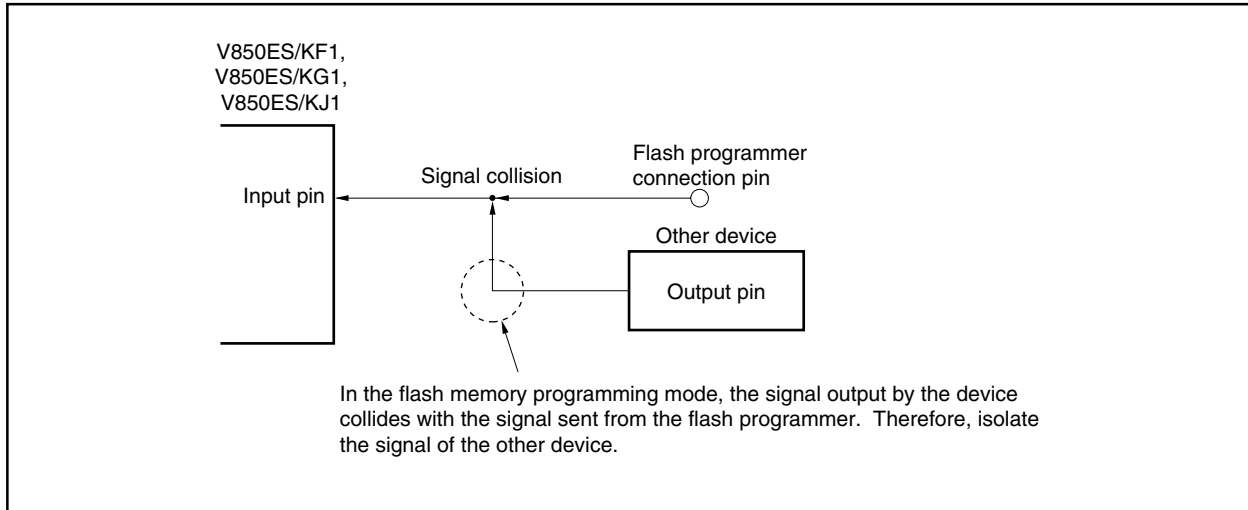 V850ES/KF1,
V850ES/KG1,
V850ES/KJ1
Input pin
Signal collision
Flash programmer
connection pin
Other device
Output pin
In the flash memory programming mode, the signal output by the device
collides with the signal sent from the flash programmer.  Therefore, isolate
the signal of the other device.